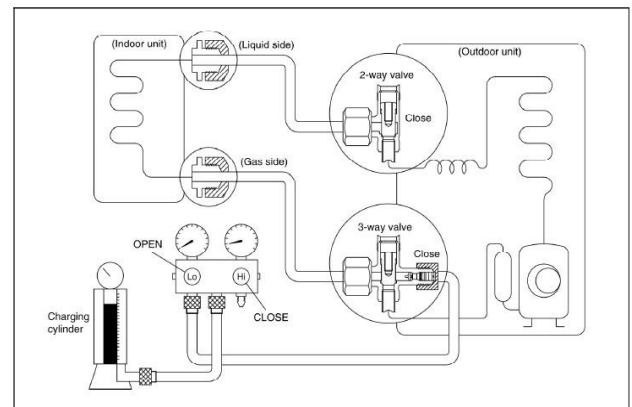 (Indoor unit)
(Liquid side)
(Outdoor unit)
2-way valve
Close
(Gas side)
3-way valve
Close
OPEN
Lo
Hi
CLOSE
Charging
cylinder